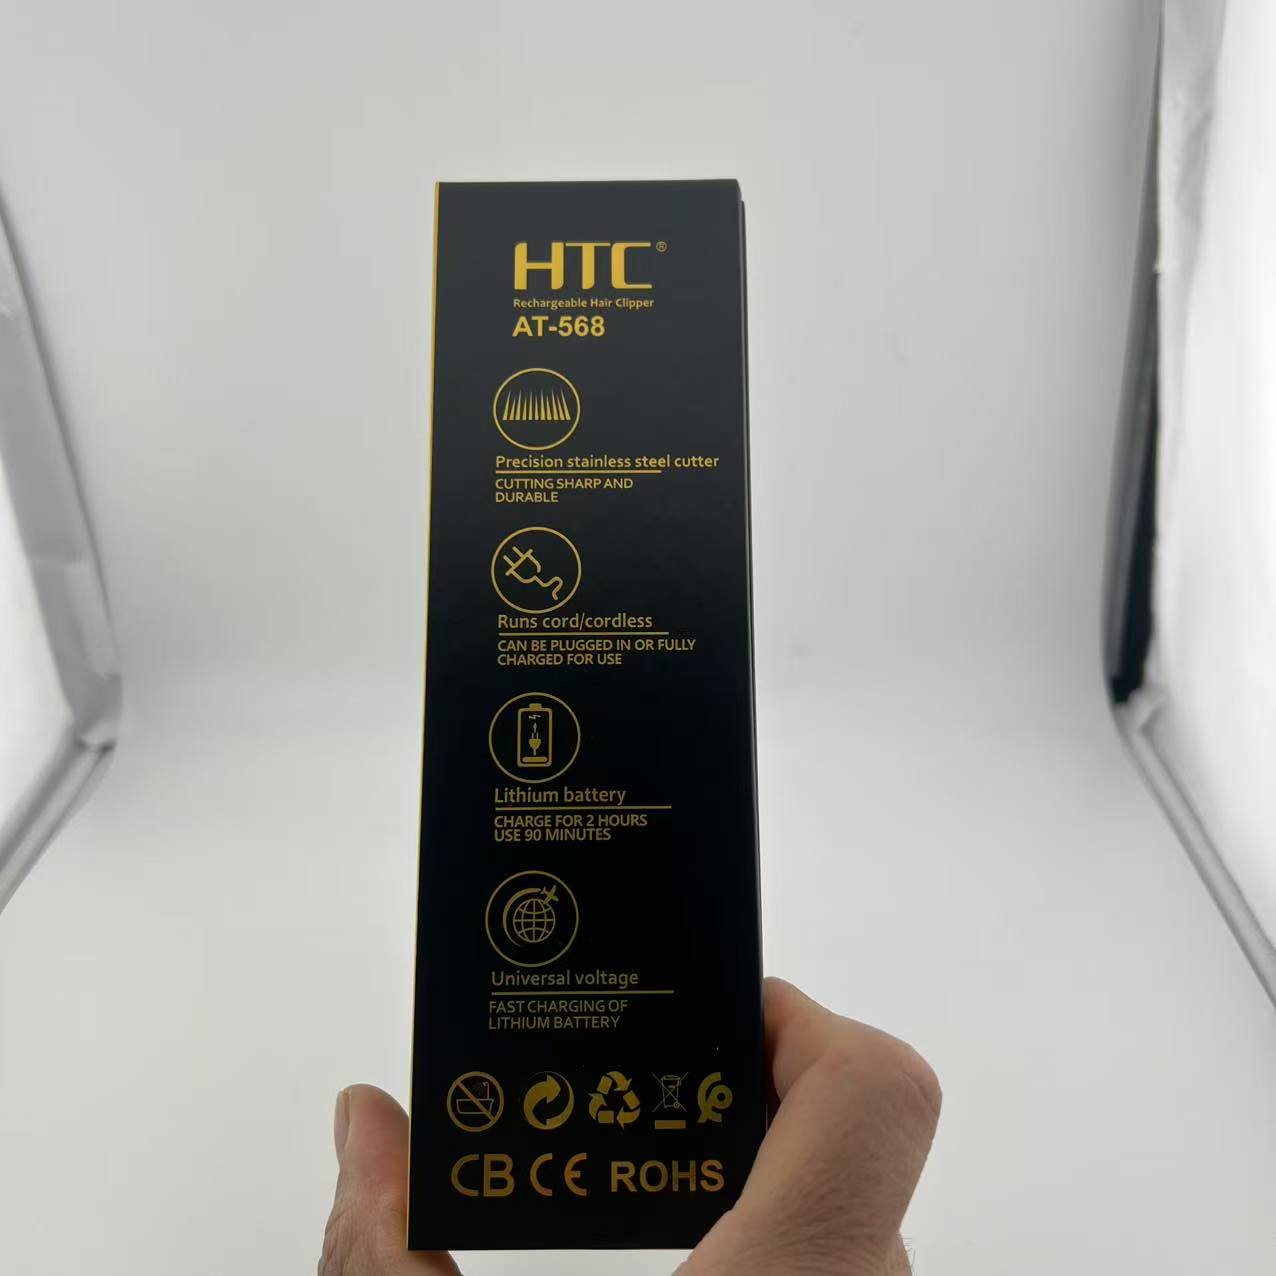 HTC®
Rechargeable Hair Clipper
AT-568
Precision stainless steel cutter
CUTTING SHARP AND
DURABLE
Runs cord/cordless
CAN BE PLUGGED IN OR FULLY
CHARGED FOR USE
Lithium battery
CHARGE FOR 2 HOURS
USE 90 MINUTES
Universal voltage
FAST CHARGING OF
LITHIUM BATTERY
CB CE ROHS